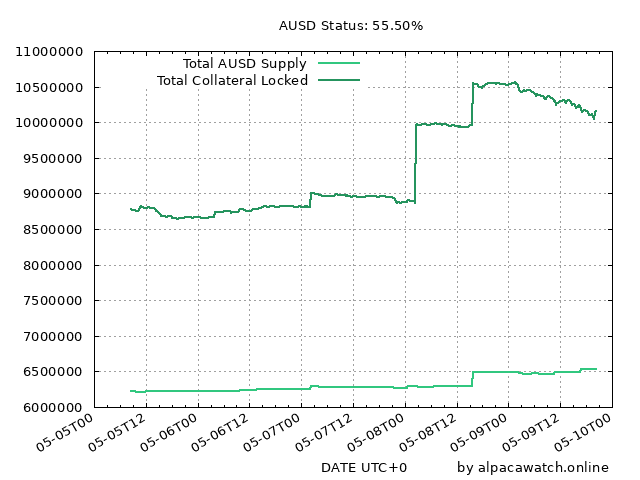 AUSD Status: 55.50%
Total AUSD Supply
Total Collateral Locked
11000000
10500000
10000000
9500000
9000000
8500000
8000000
7500000
7000000
6500000
6000000
05-05T00
05-05T12
05-06T00
05-06T12
05-07T00
05-07T12
05-08T00
05-08T12
05-09T00
05-09T12
05-10T00
DATE UTC+0
by alpacawatch.online